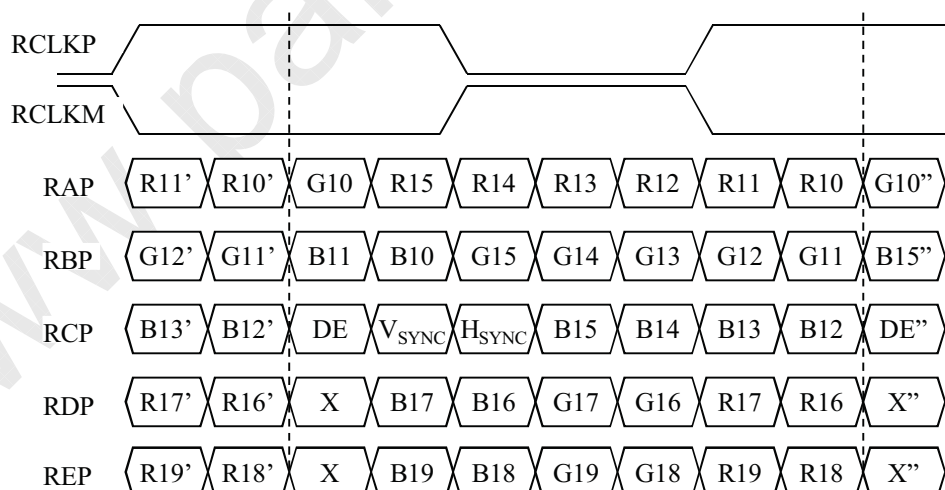 RCLKP
RCLKM
RAP R11’ R10’ G10 R15 R14 R13 R12 R11 R10 G10”
RBP G12’ G11’ B11 B10 G15 G14 G13 G12 G11 B15”
RCP B13’ B12’ DE VSYNC HSYNC B15 B14 B13 B12 DE”
RDP R17’ R16’ X B17 B16 G17 G16 R17 R16 X”
REP R19’ R18’ X B19 B18 G19 G18 R19 R18 X”